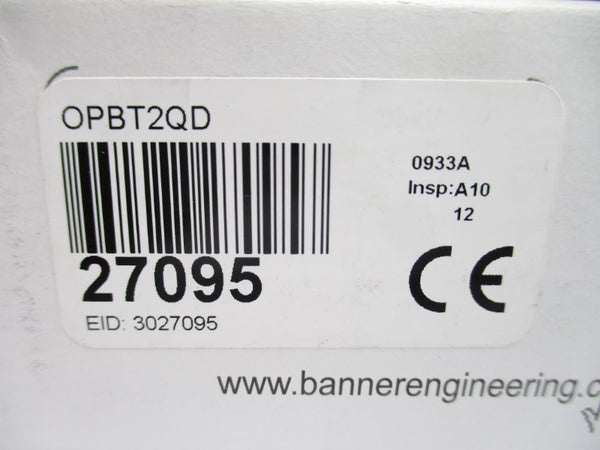 OPBT2QD
0933A
Insp:A10
12
27095
CE
EID: 3027095
www.bannerengineering.c